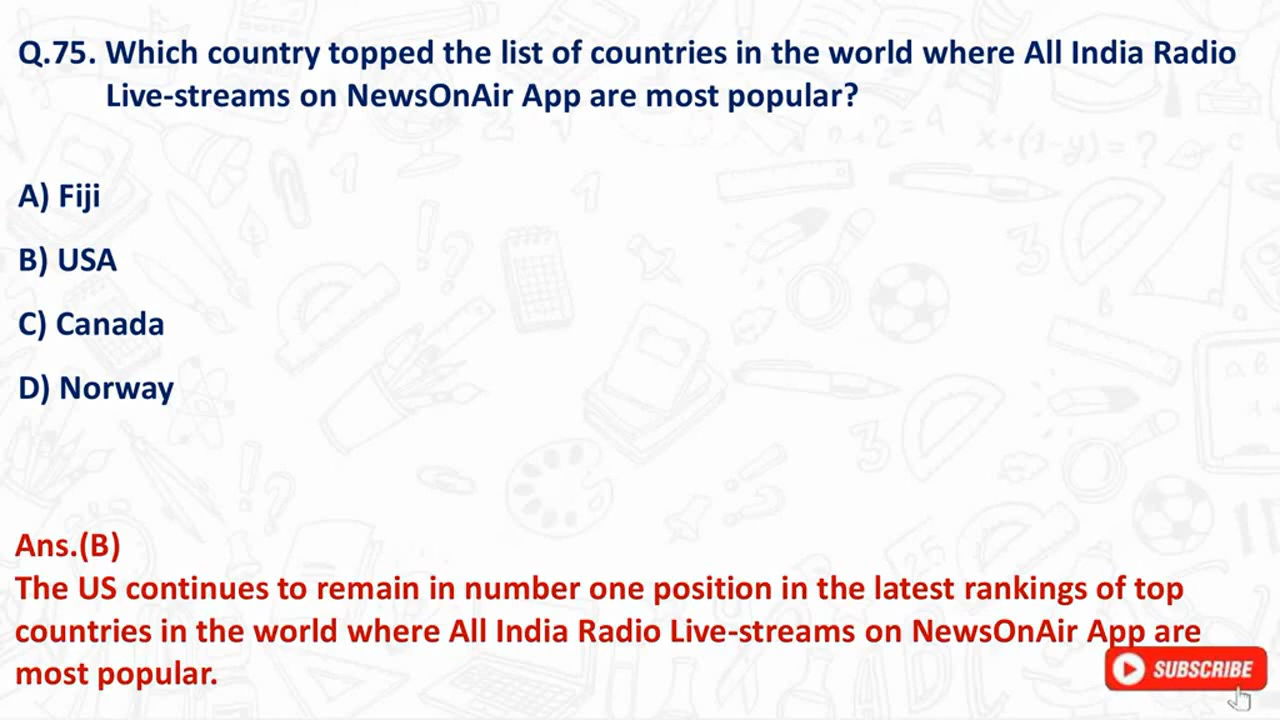 Q.75. Which country topped the list of countries in the world where All India Radio
Live-streams on NewsOnAir App are most popular?
A) Fiji
B) USA
C) Canada
D) Norway
Ans.(B)
The US continues to remain in number one position in the latest rankings of top
countries in the world where All India Radio Live-streams on NewsOnAir App are
most popular.
SUBSCRIBE